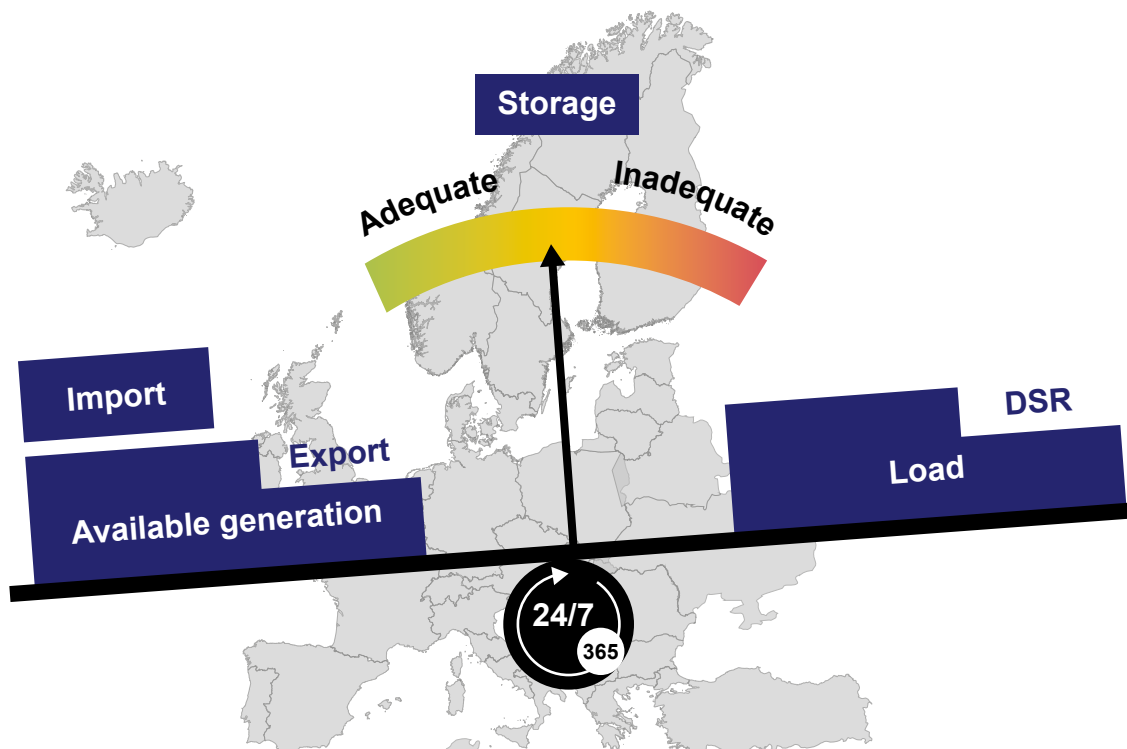 Storage
Adequate
Inadequate
Import
Export
Available generation
DSR
Load
24/7
365